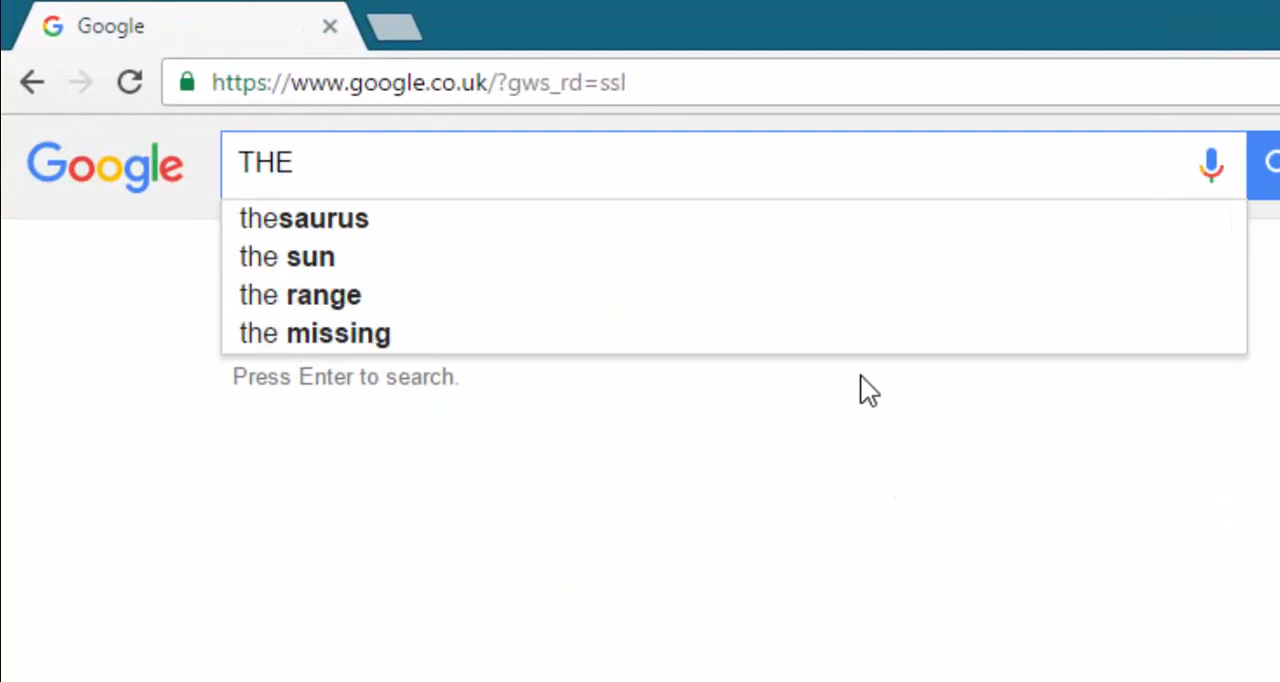 Google
https://www.google.co.uk/?gws_rd=ssl
Google THE
thesaurus
the sun
the range
the missing
Press Enter to search.